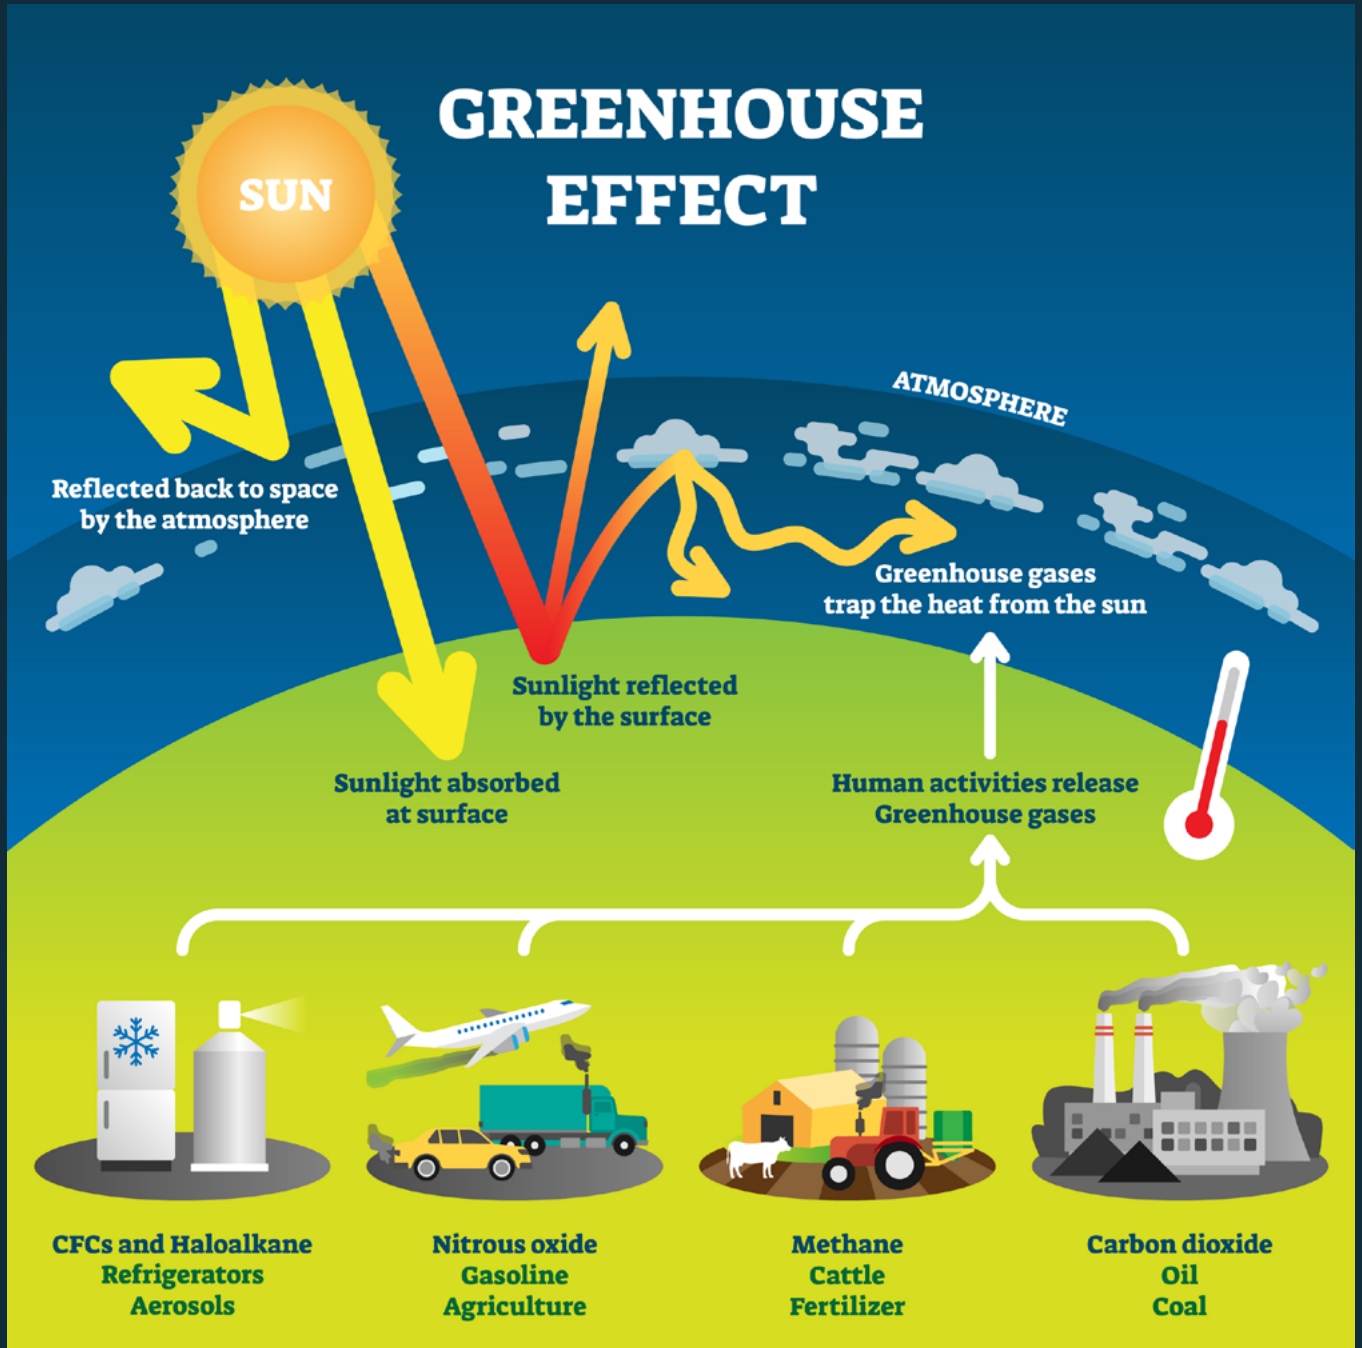 GREENHOUSE
EFFECT
SUN
ATMOSPHERE
Reflected back to space
by the atmosphere
Greenhouse gases
trap the heat from the sun
Sunlight reflected
by the surface
Sunlight absorbed
at surface
Human activities release
Greenhouse gases
CFCs and Haloalkane
Refrigerators
Aerosols
Nitrous oxide
Gasoline
Agriculture
Methane
Cattle
Fertilizer
Carbon dioxide
Oil
Coal